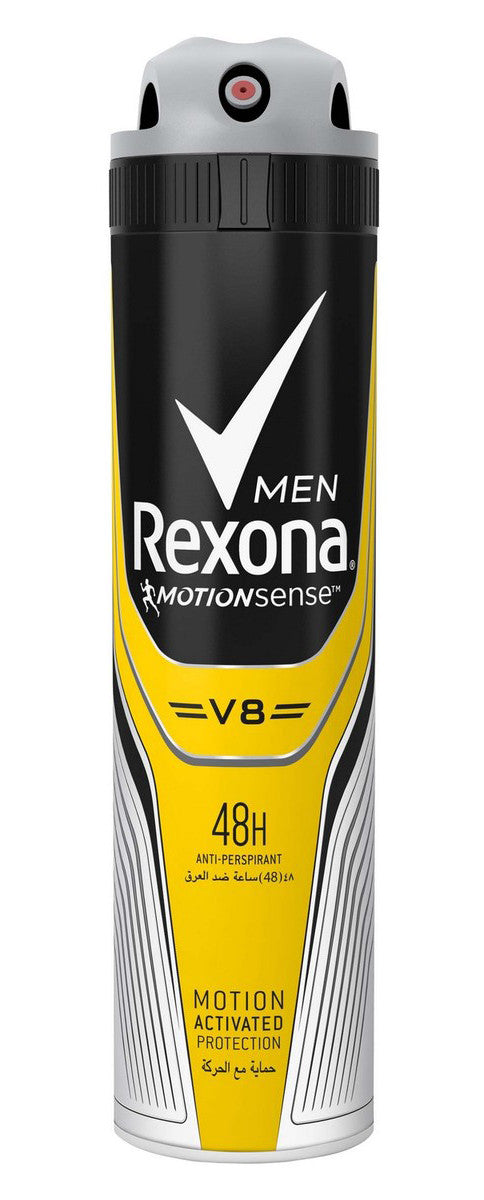 MEN
Rexona®
MOTIONsense™
V8
48H
ANTI-PERSPIRANT
٤٨(48)ساعة ضد العرق
MOTION
ACTIVATED
PROTECTION
حماية مع الحركة